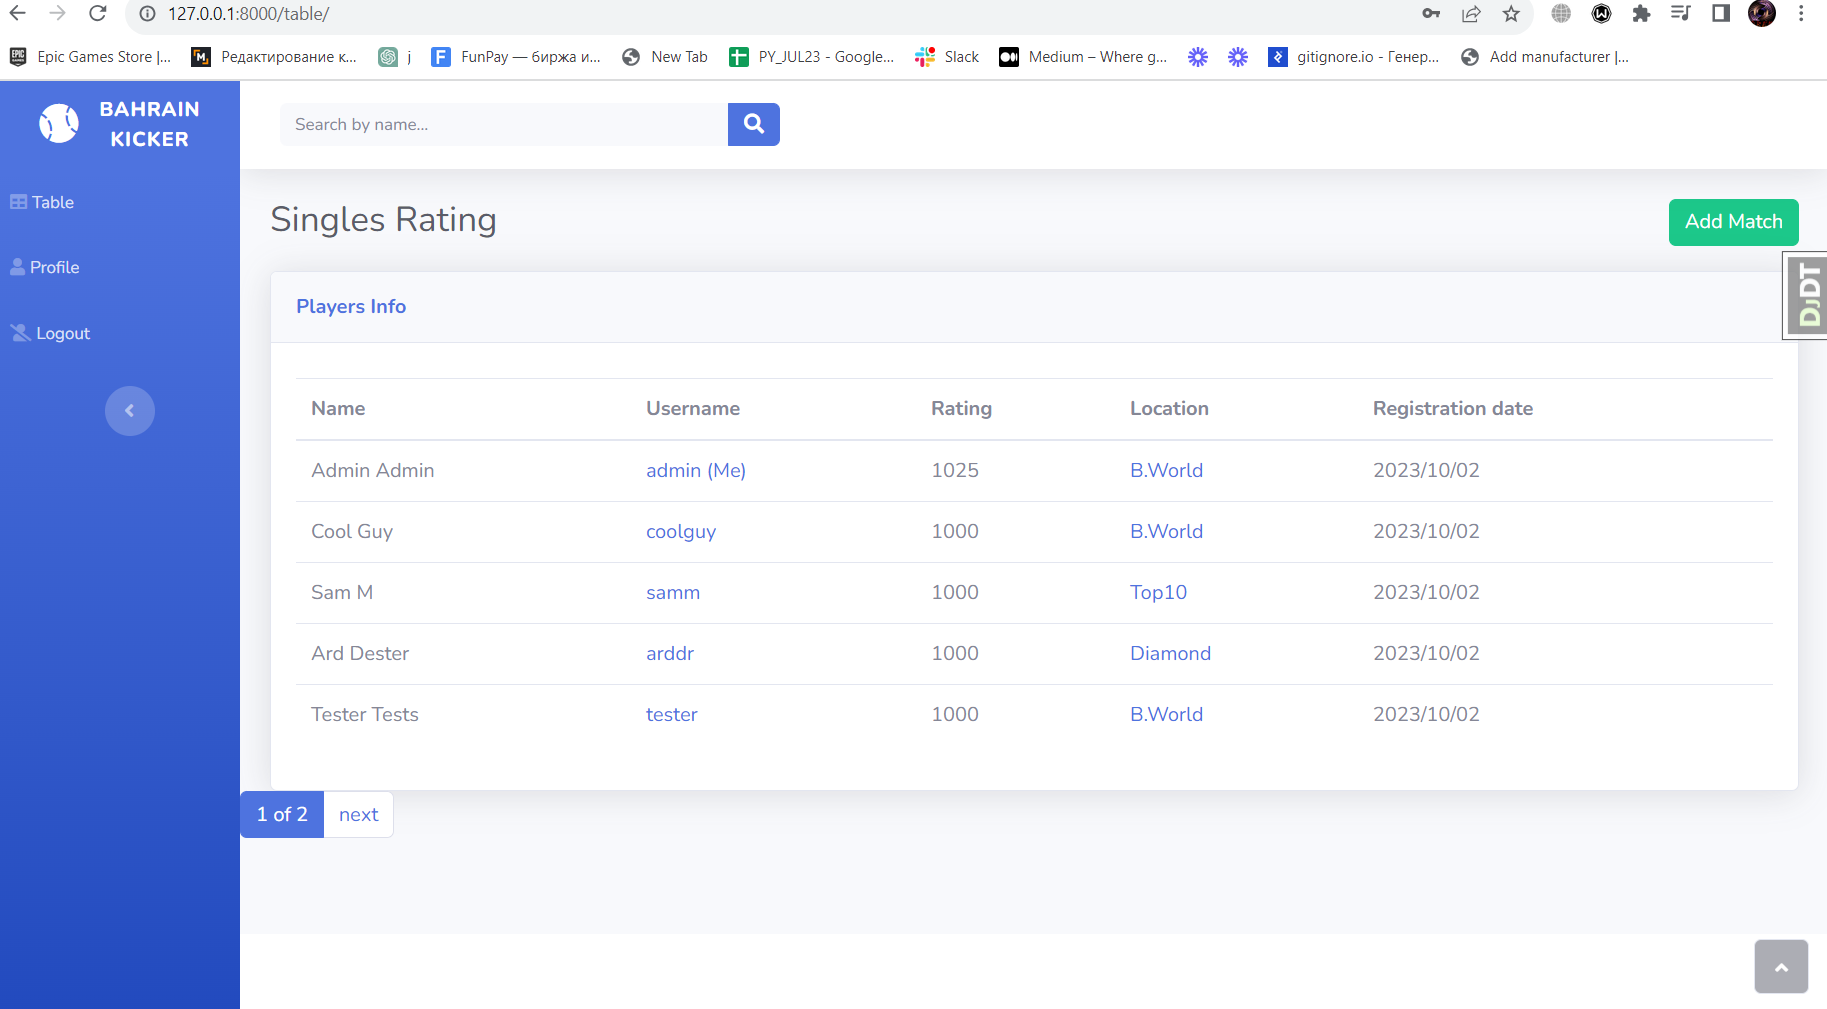 127.0.0.1:8000/table/
EPIC GAMES Epic Games Store |... Редактирование к... j F FunPay — биржа и... New Tab PY_JUL23 - Google... Slack Medium – Where g... gitignore.io - Генер... Add manufacturer |...
BAHRAIN
KICKER
Search by name...
Table
Profile
Logout
Singles Rating
Add Match
DjDT
Players Info
Name Username Rating Location Registration date
Admin Admin admin (Me) 1025 B.World 2023/10/02
Cool Guy coolguy 1000 B.World 2023/10/02
Sam M samm 1000 Top10 2023/10/02
Ard Dester arddr 1000 Diamond 2023/10/02
Tester Tests tester 1000 B.World 2023/10/02
1 of 2 next